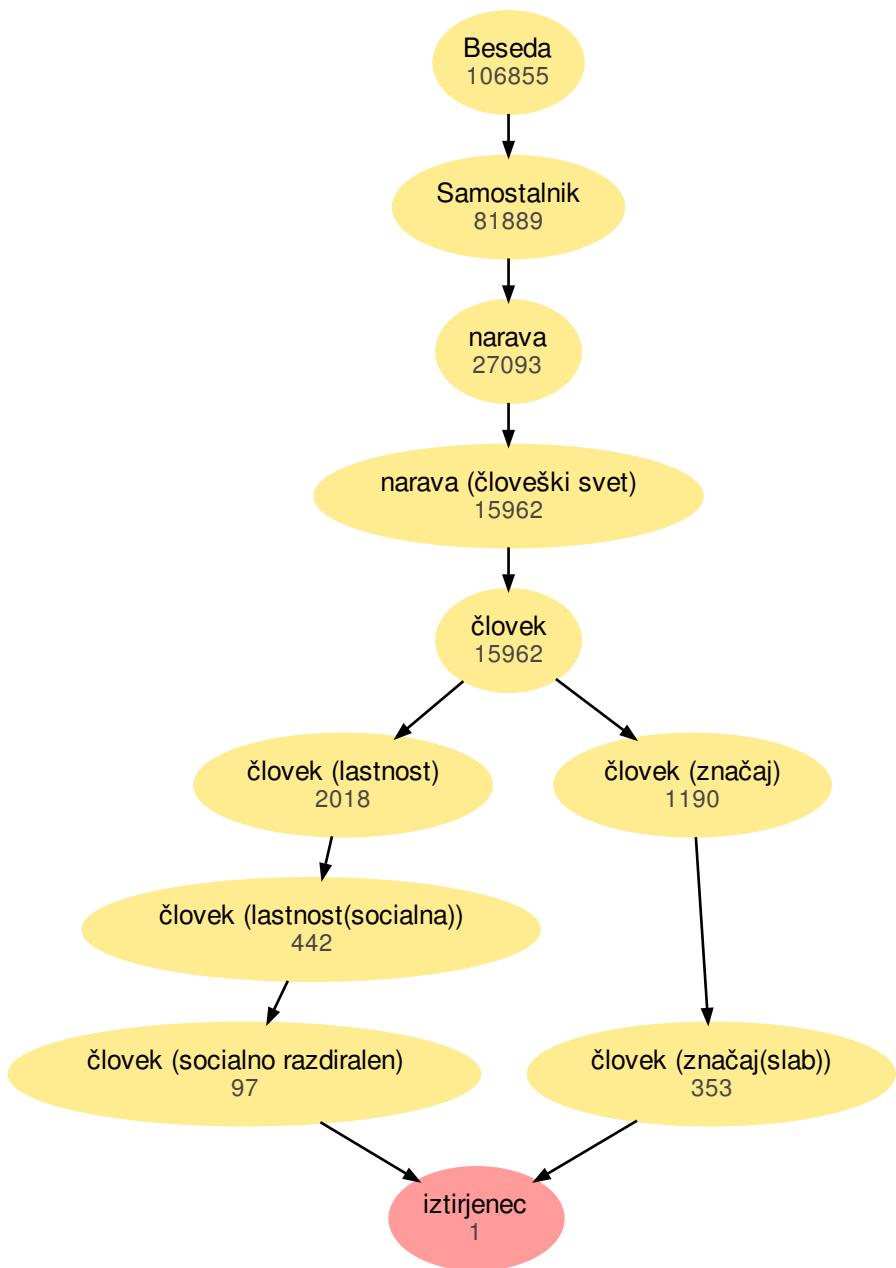 Beseda
106855
Samostalnik
81889
narava
27093
narava (človeški svet)
15962
človek
15962
človek (lastnost)
2018
človek (značaj)
1190
človek (lastnost(socialna))
442
človek (socialno razdiralen)
97
človek (značaj(slab))
353
iztirjenec
1